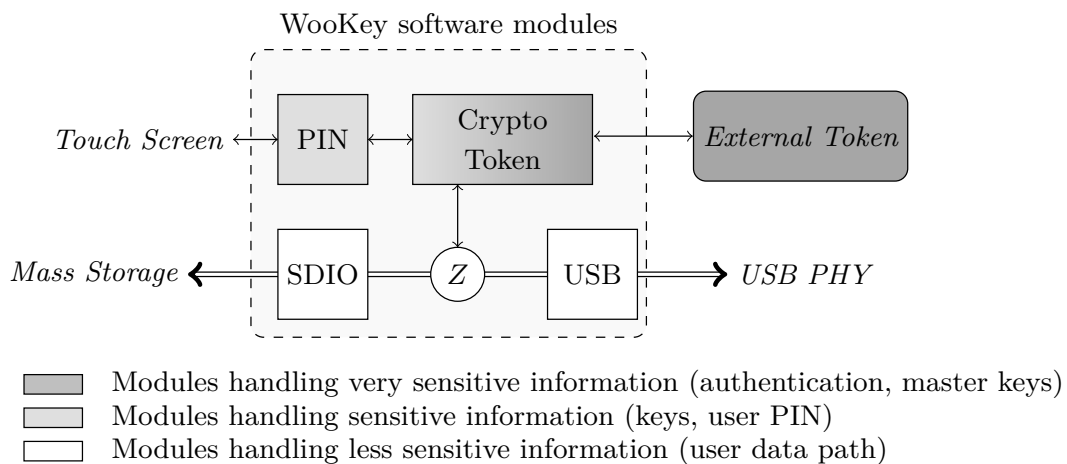 WooKey software modules
Touch Screen
PIN
Crypto
Token
External Token
Mass Storage
SDIO
Z
USB
USB PHY
Modules handling very sensitive information (authentication, master keys)
Modules handling sensitive information (keys, user PIN)
Modules handling less sensitive information (user data path)